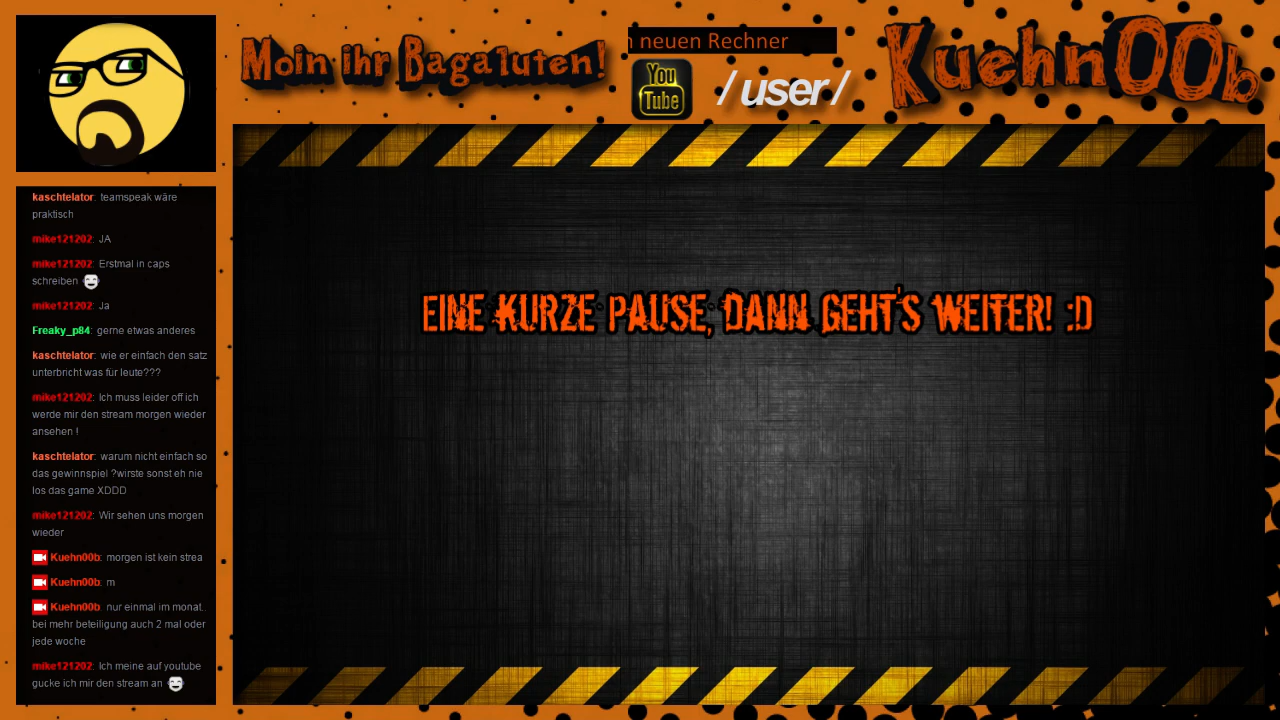 Moin ihr Bagaluten!
neuen Rechner
You
Tube
/user/
Kuehn00b
kaschtelator: teamspeak wäre
praktisch
mike121202: JA
mike121202: Erstmal in caps
schreiben
mike121202: Ja
Freaky_p84: gerne etwas anderes
kaschtelator: wie er einfach den satz
unterbricht was für leute???
mike121202: Ich muss leider off ich
werde mir den stream morgen wieder
ansehen !
kaschtelator: warum nicht einfach so
das gewinnspiel ?wirste sonst eh nie
los das game XDDD
mike121202: Wir sehen uns morgen
wieder
Kuehn00b: morgen ist kein strea
Kuehn00b: m
Kuehn00b nur einmal im monat..
bei mehr beteiligung auch 2 mal oder
jede woche
mike121202: Ich meine auf youtube
gucke ich mir den stream an
EINE KURZE PAUSE, DANN GEHT'S WEITER! :D